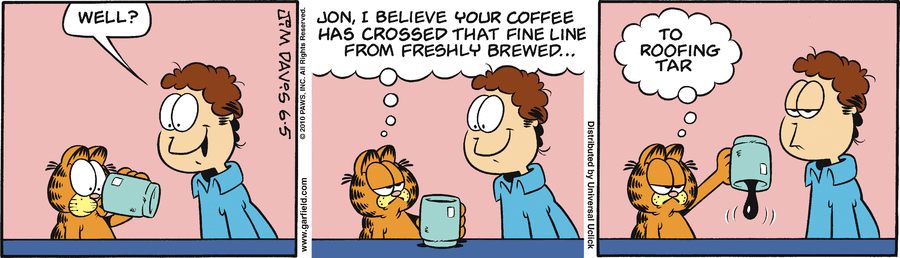 WELL?
JIM DAVIS 6·5
© 2010 PAWS, INC. All Rights Reserved.
www.garfield.com
JON, I BELIEVE YOUR COFFEE
HAS CROSSED THAT FINE LINE
FROM FRESHLY BREWED...
Distributed by Universal Uclick
TO
ROOFING
TAR